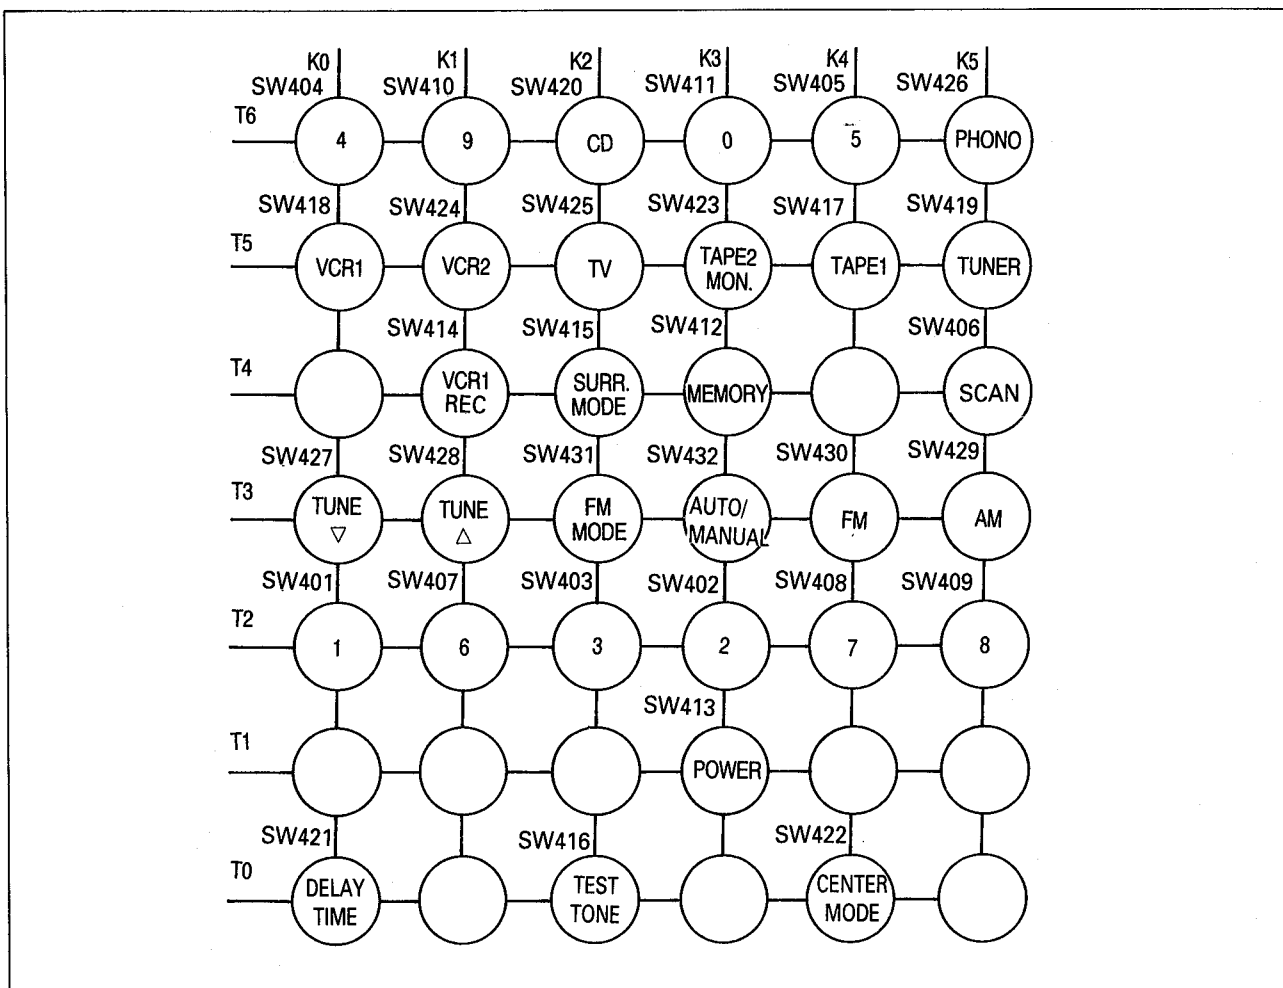 K0 K1 K2 K3 K4 K5
SW404 SW410 SW420 SW411 SW405 SW426
T6
4 9 CD 0 5 PHONO
SW418 SW424 SW425 SW423 SW417 SW419
T5
VCR1 VCR2 TV TAPE2 MON. TAPE1 TUNER
SW414 SW415 SW412 SW406
T4
VCR1 REC SURR. MODE MEMORY SCAN
SW427 SW428 SW431 SW432 SW430 SW429
T3
TUNE ▽ TUNE △ FM MODE AUTO/ MANUAL FM AM
SW401 SW407 SW403 SW402 SW408 SW409
T2
1 6 3 2 7 8
SW413
T1
POWER
SW421 SW416 SW422
T0
DELAY TIME TEST TONE CENTER MODE